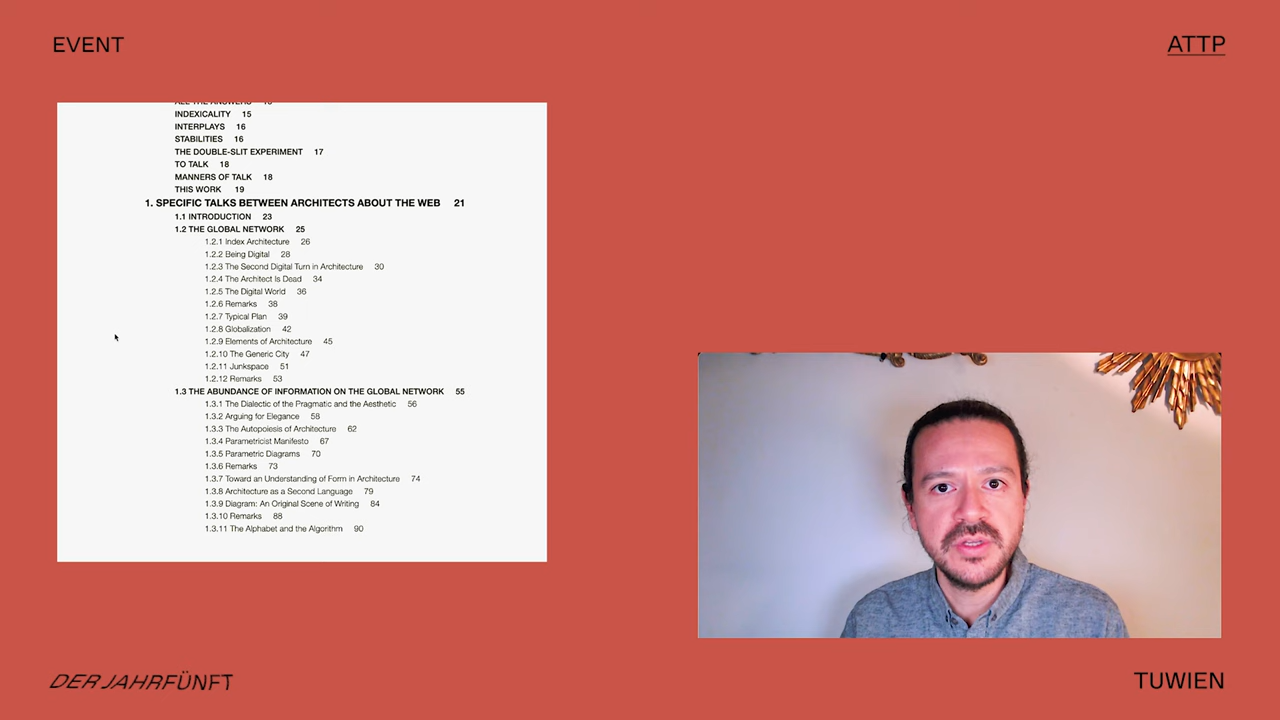 EVENT
ATTP
ALL THE ANSWERS
INDEXICALITY 15
INTERPLAYS 16
STABILITIES 16
THE DOUBLE-SLIT EXPERIMENT 17
TO TALK 18
MANNERS OF TALK 18
THIS WORK 19
1. SPECIFIC TALKS BETWEEN ARCHITECTS ABOUT THE WEB 21
1.1 INTRODUCTION 23
1.2 THE GLOBAL NETWORK 25
1.2.1 Index Architecture 26
1.2.2 Being Digital 28
1.2.3 The Second Digital Turn in Architecture 30
1.2.4 The Architect Is Dead 34
1.2.5 The Digital World 36
1.2.6 Remarks 38
1.2.7 Typical Plan 39
1.2.8 Globalization 42
1.2.9 Elements of Architecture 45
1.2.10 The Generic City 47
1.2.11 Junkspace 51
1.2.12 Remarks 53
1.3 THE ABUNDANCE OF INFORMATION ON THE GLOBAL NETWORK 55
1.3.1 The Dialectic of the Pragmatic and the Aesthetic 56
1.3.2 Arguing for Elegance 58
1.3.3 The Autopoiesis of Architecture 62
1.3.4 Parametricist Manifesto 67
1.3.5 Parametric Diagrams 70
1.3.6 Remarks 73
1.3.7 Toward an Understanding of Form in Architecture 74
1.3.8 Architecture as a Second Language 79
1.3.9 Diagram: An Original Scene of Writing 84
1.3.10 Remarks 88
1.3.11 The Alphabet and the Algorithm 90
DER JAHRFÜNFT
TUWIEN